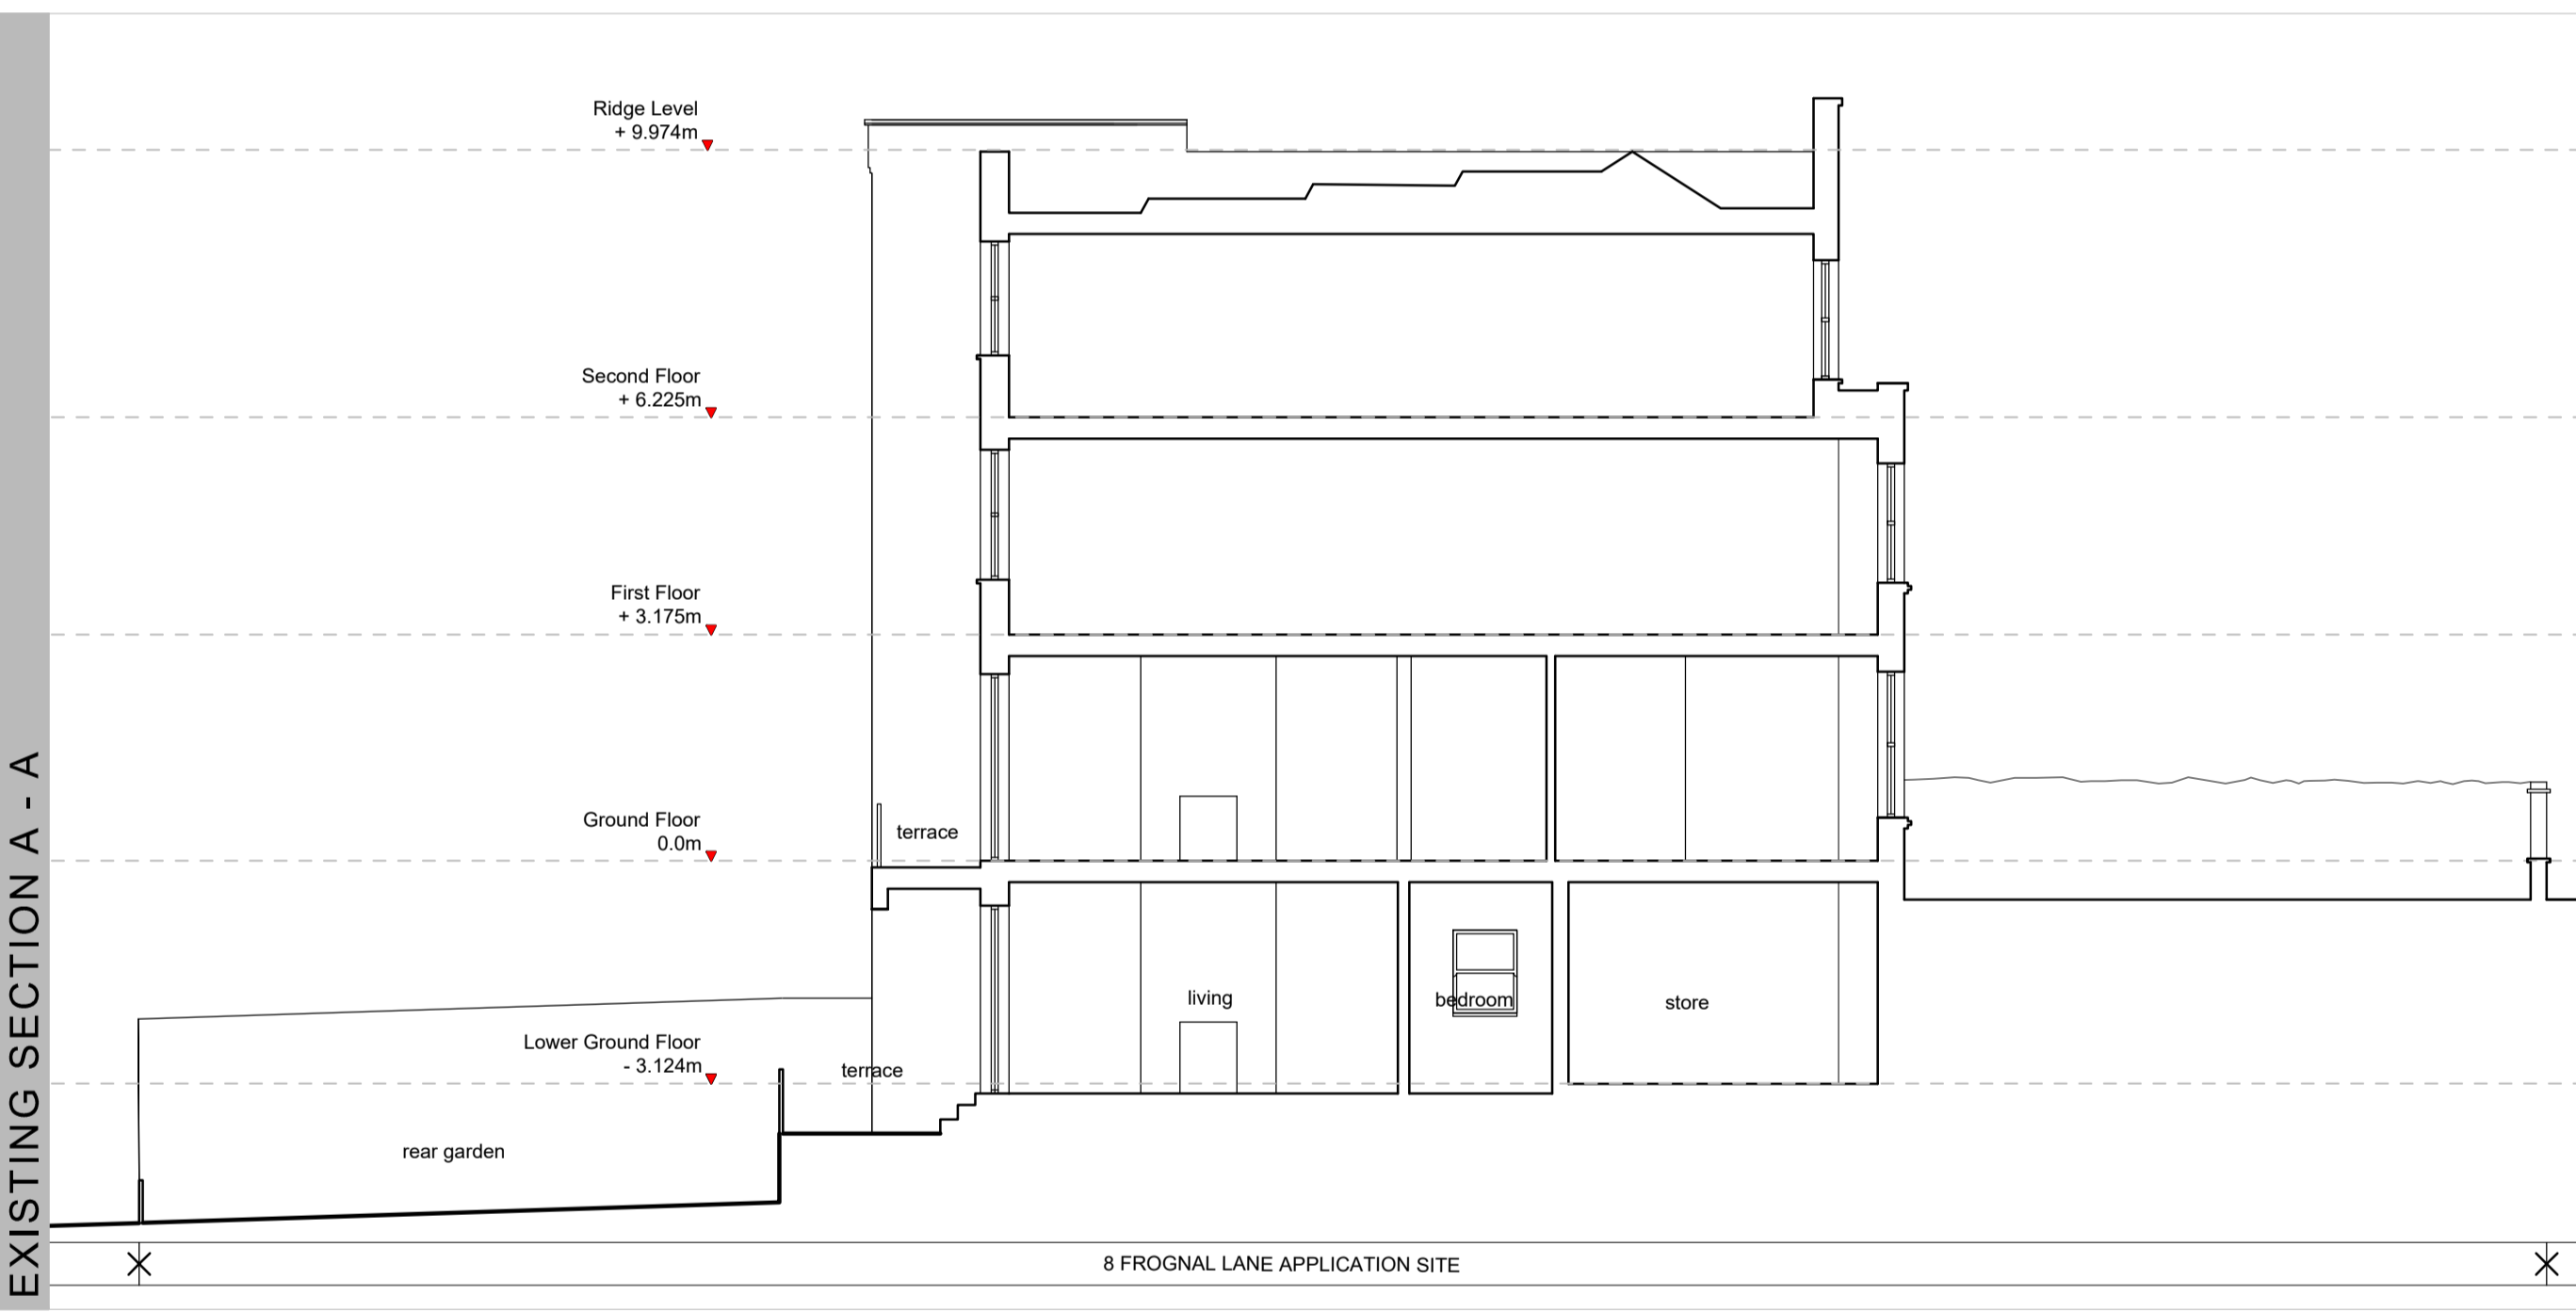 EXISTING SECTION A - A
Ridge Level
+ 9.974m
Second Floor
+ 6.225m
First Floor
+ 3.175m
Ground Floor
0.0m
terrace
Lower Ground Floor
- 3.124m
terrace
living
bedroom
store
rear garden
8 FROGNAL LANE APPLICATION SITE